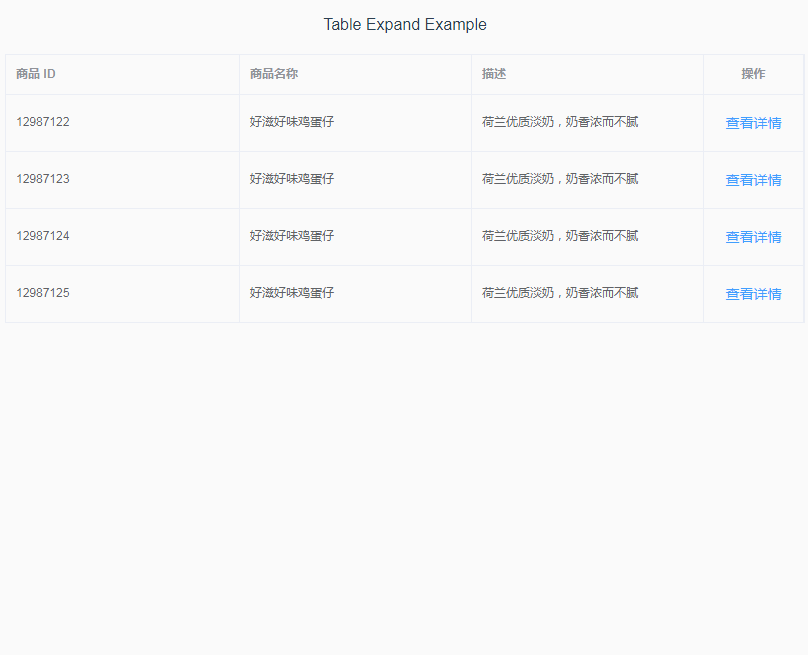 Table Expand Example
商品 ID 商品名称 描述 操作
12987122 好滋好味鸡蛋仔 荷兰优质淡奶，奶香浓而不腻 查看详情
12987123 好滋好味鸡蛋仔 荷兰优质淡奶，奶香浓而不腻 查看详情
12987124 好滋好味鸡蛋仔 荷兰优质淡奶，奶香浓而不腻 查看详情
12987125 好滋好味鸡蛋仔 荷兰优质淡奶，奶香浓而不腻 查看详情